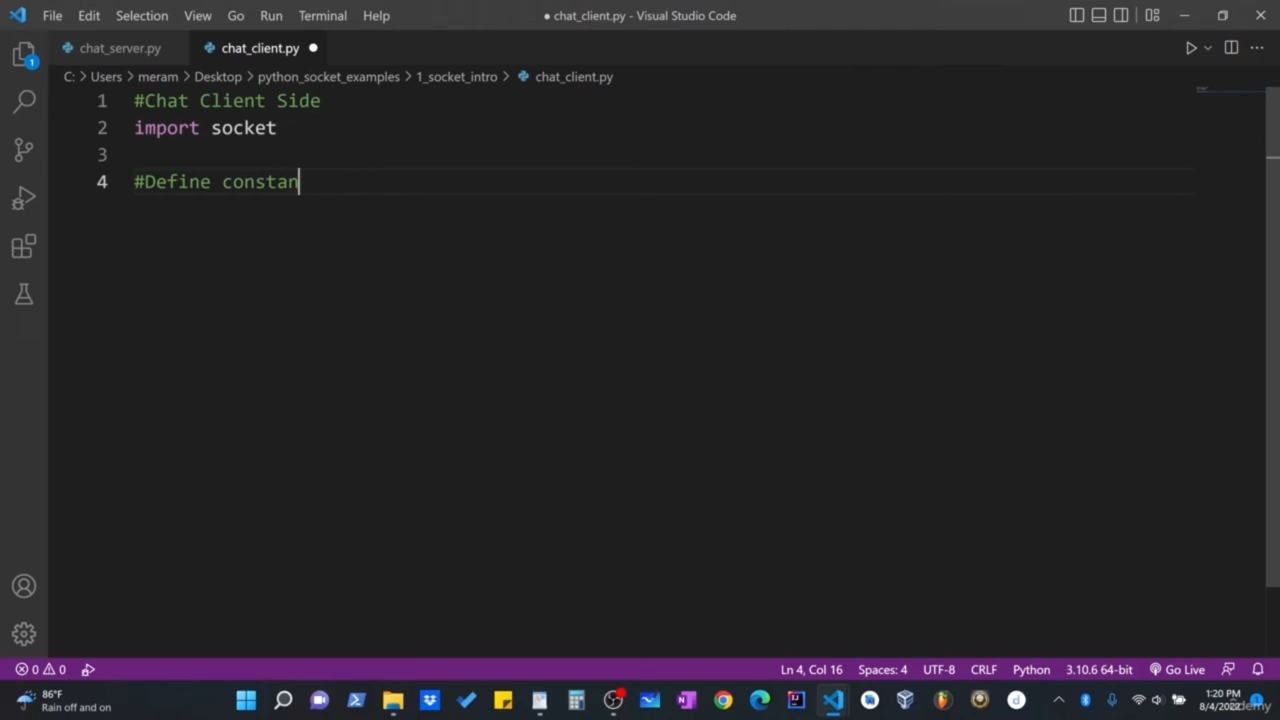 File Edit Selection View Go Run Terminal Help
● chat_client.py - Visual Studio Code
chat_server.py
chat_client.py ●
C: > Users > meram > Desktop > python_socket_examples > 1_socket_intro > chat_client.py
1 #Chat Client Side
2 import socket
3
4 #Define constan
1
0 0
Ln 4, Col 16 Spaces: 4 UTF-8 CRLF Python 3.10.6 64-bit Go Live
86°F
Rain off and on
1:20 PM
8/4/2022